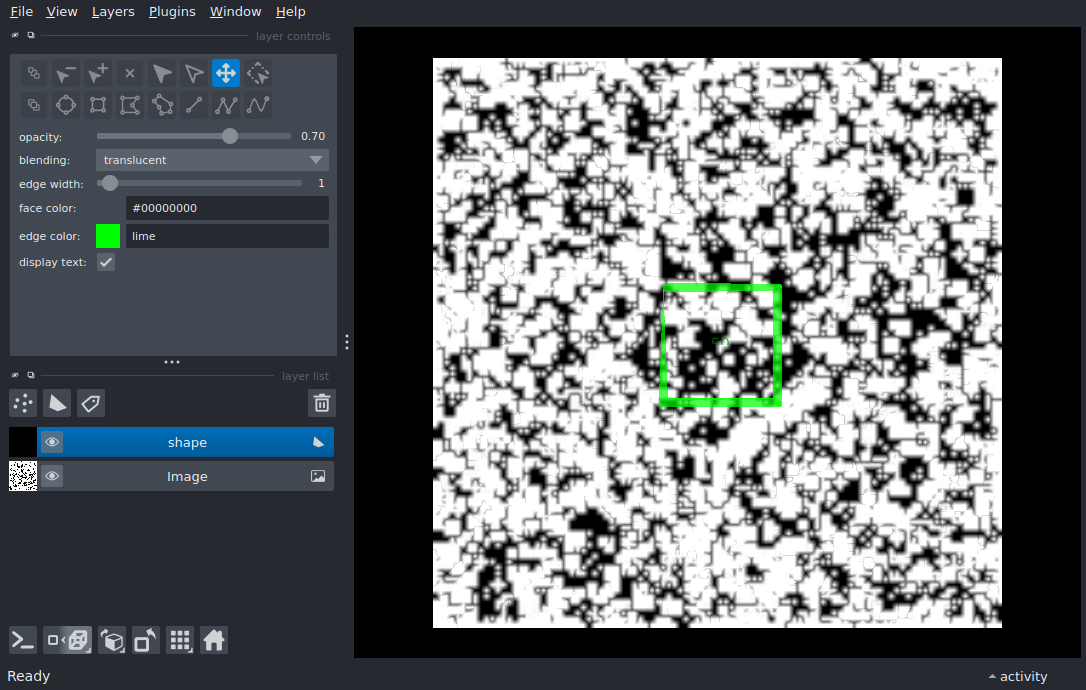 File View Layers Plugins Window Help
layer controls
opacity: 0.70
blending: translucent
edge width: 1
face color: #00000000
edge color: lime
display text:
layer list
shape
Image
Ready
activity